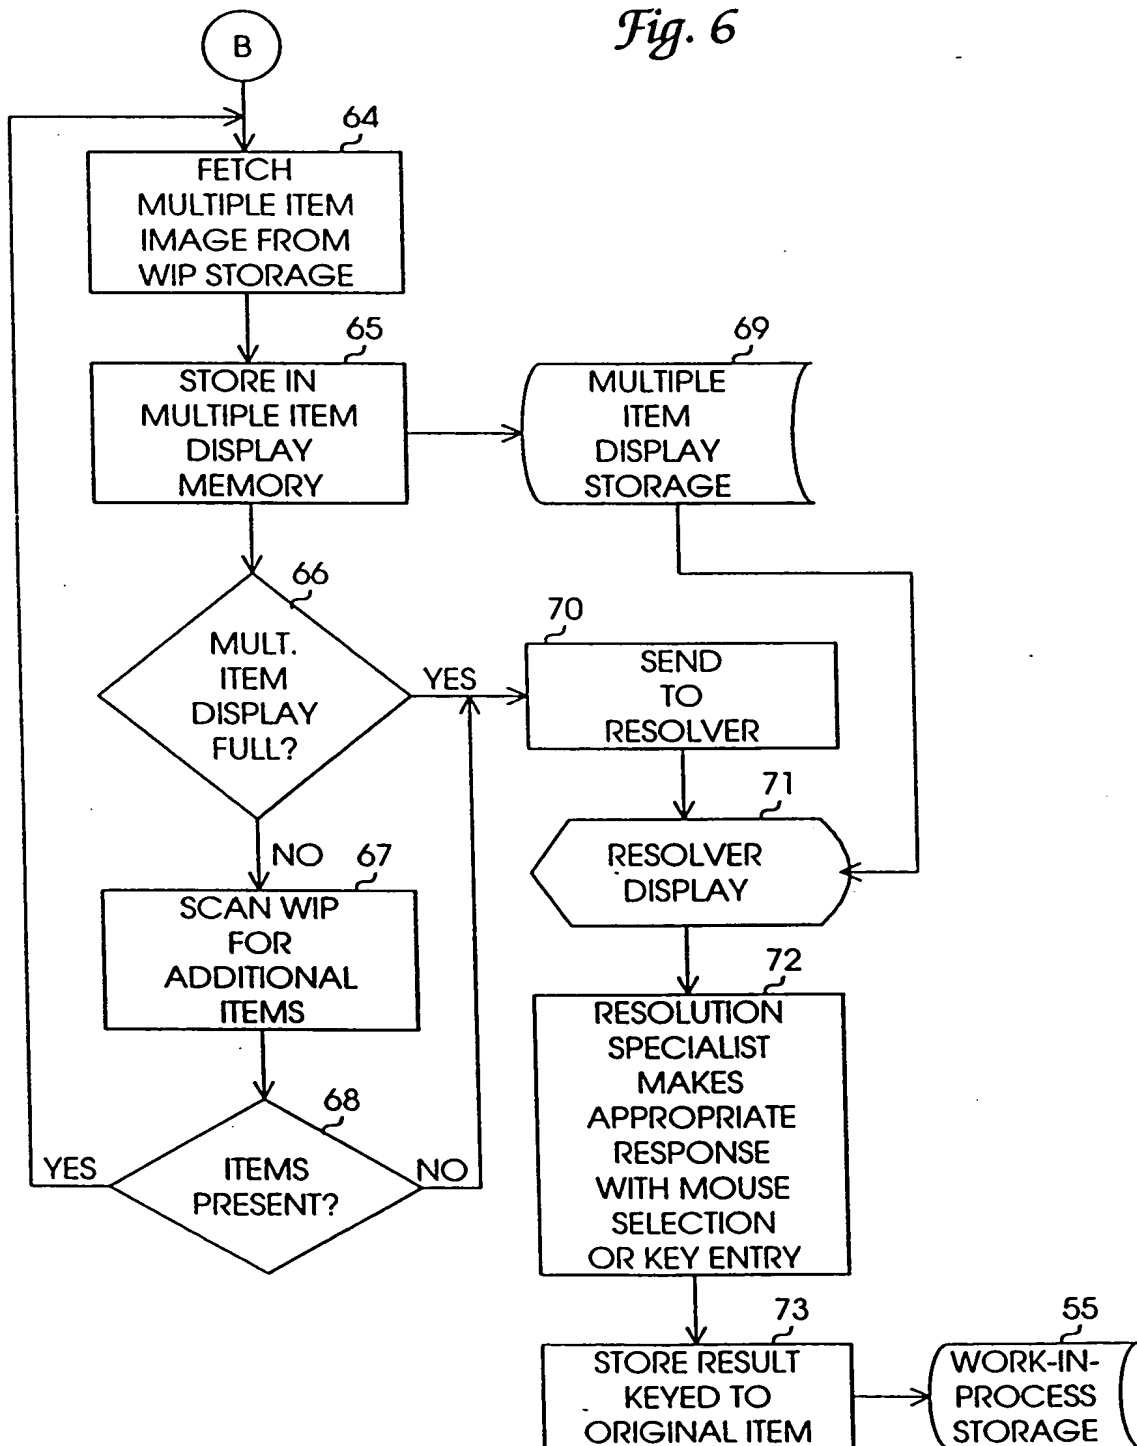 Fig. 6
B
64
FETCH
MULTIPLE ITEM
IMAGE FROM
WIP STORAGE
65
STORE IN
MULTIPLE ITEM
DISPLAY
MEMORY
69
MULTIPLE
ITEM
DISPLAY
STORAGE
66
MULT.
ITEM
DISPLAY
FULL?
YES
NO
70
SEND
TO
RESOLVER
71
RESOLVER
DISPLAY
67
SCAN WIP
FOR
ADDITIONAL
ITEMS
68
ITEMS
PRESENT?
YES
NO
72
RESOLUTION
SPECIALIST
MAKES
APPROPRIATE
RESPONSE
WITH MOUSE
SELECTION
OR KEY ENTRY
73
STORE RESULT
KEYED TO
ORIGINAL ITEM
55
WORK-IN-
PROCESS
STORAGE